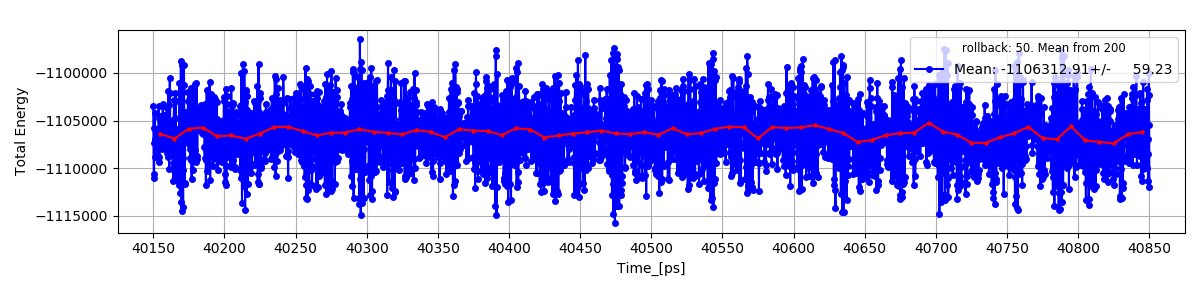 rollback: 50. Mean from 200
Mean: -1106312.91+/- 59.23
Total Energy
−1100000
−1105000
−1110000
−1115000
40150 40200 40250 40300 40350 40400 40450 40500 40550 40600 40650 40700 40750 40800 40850
Time_[ps]